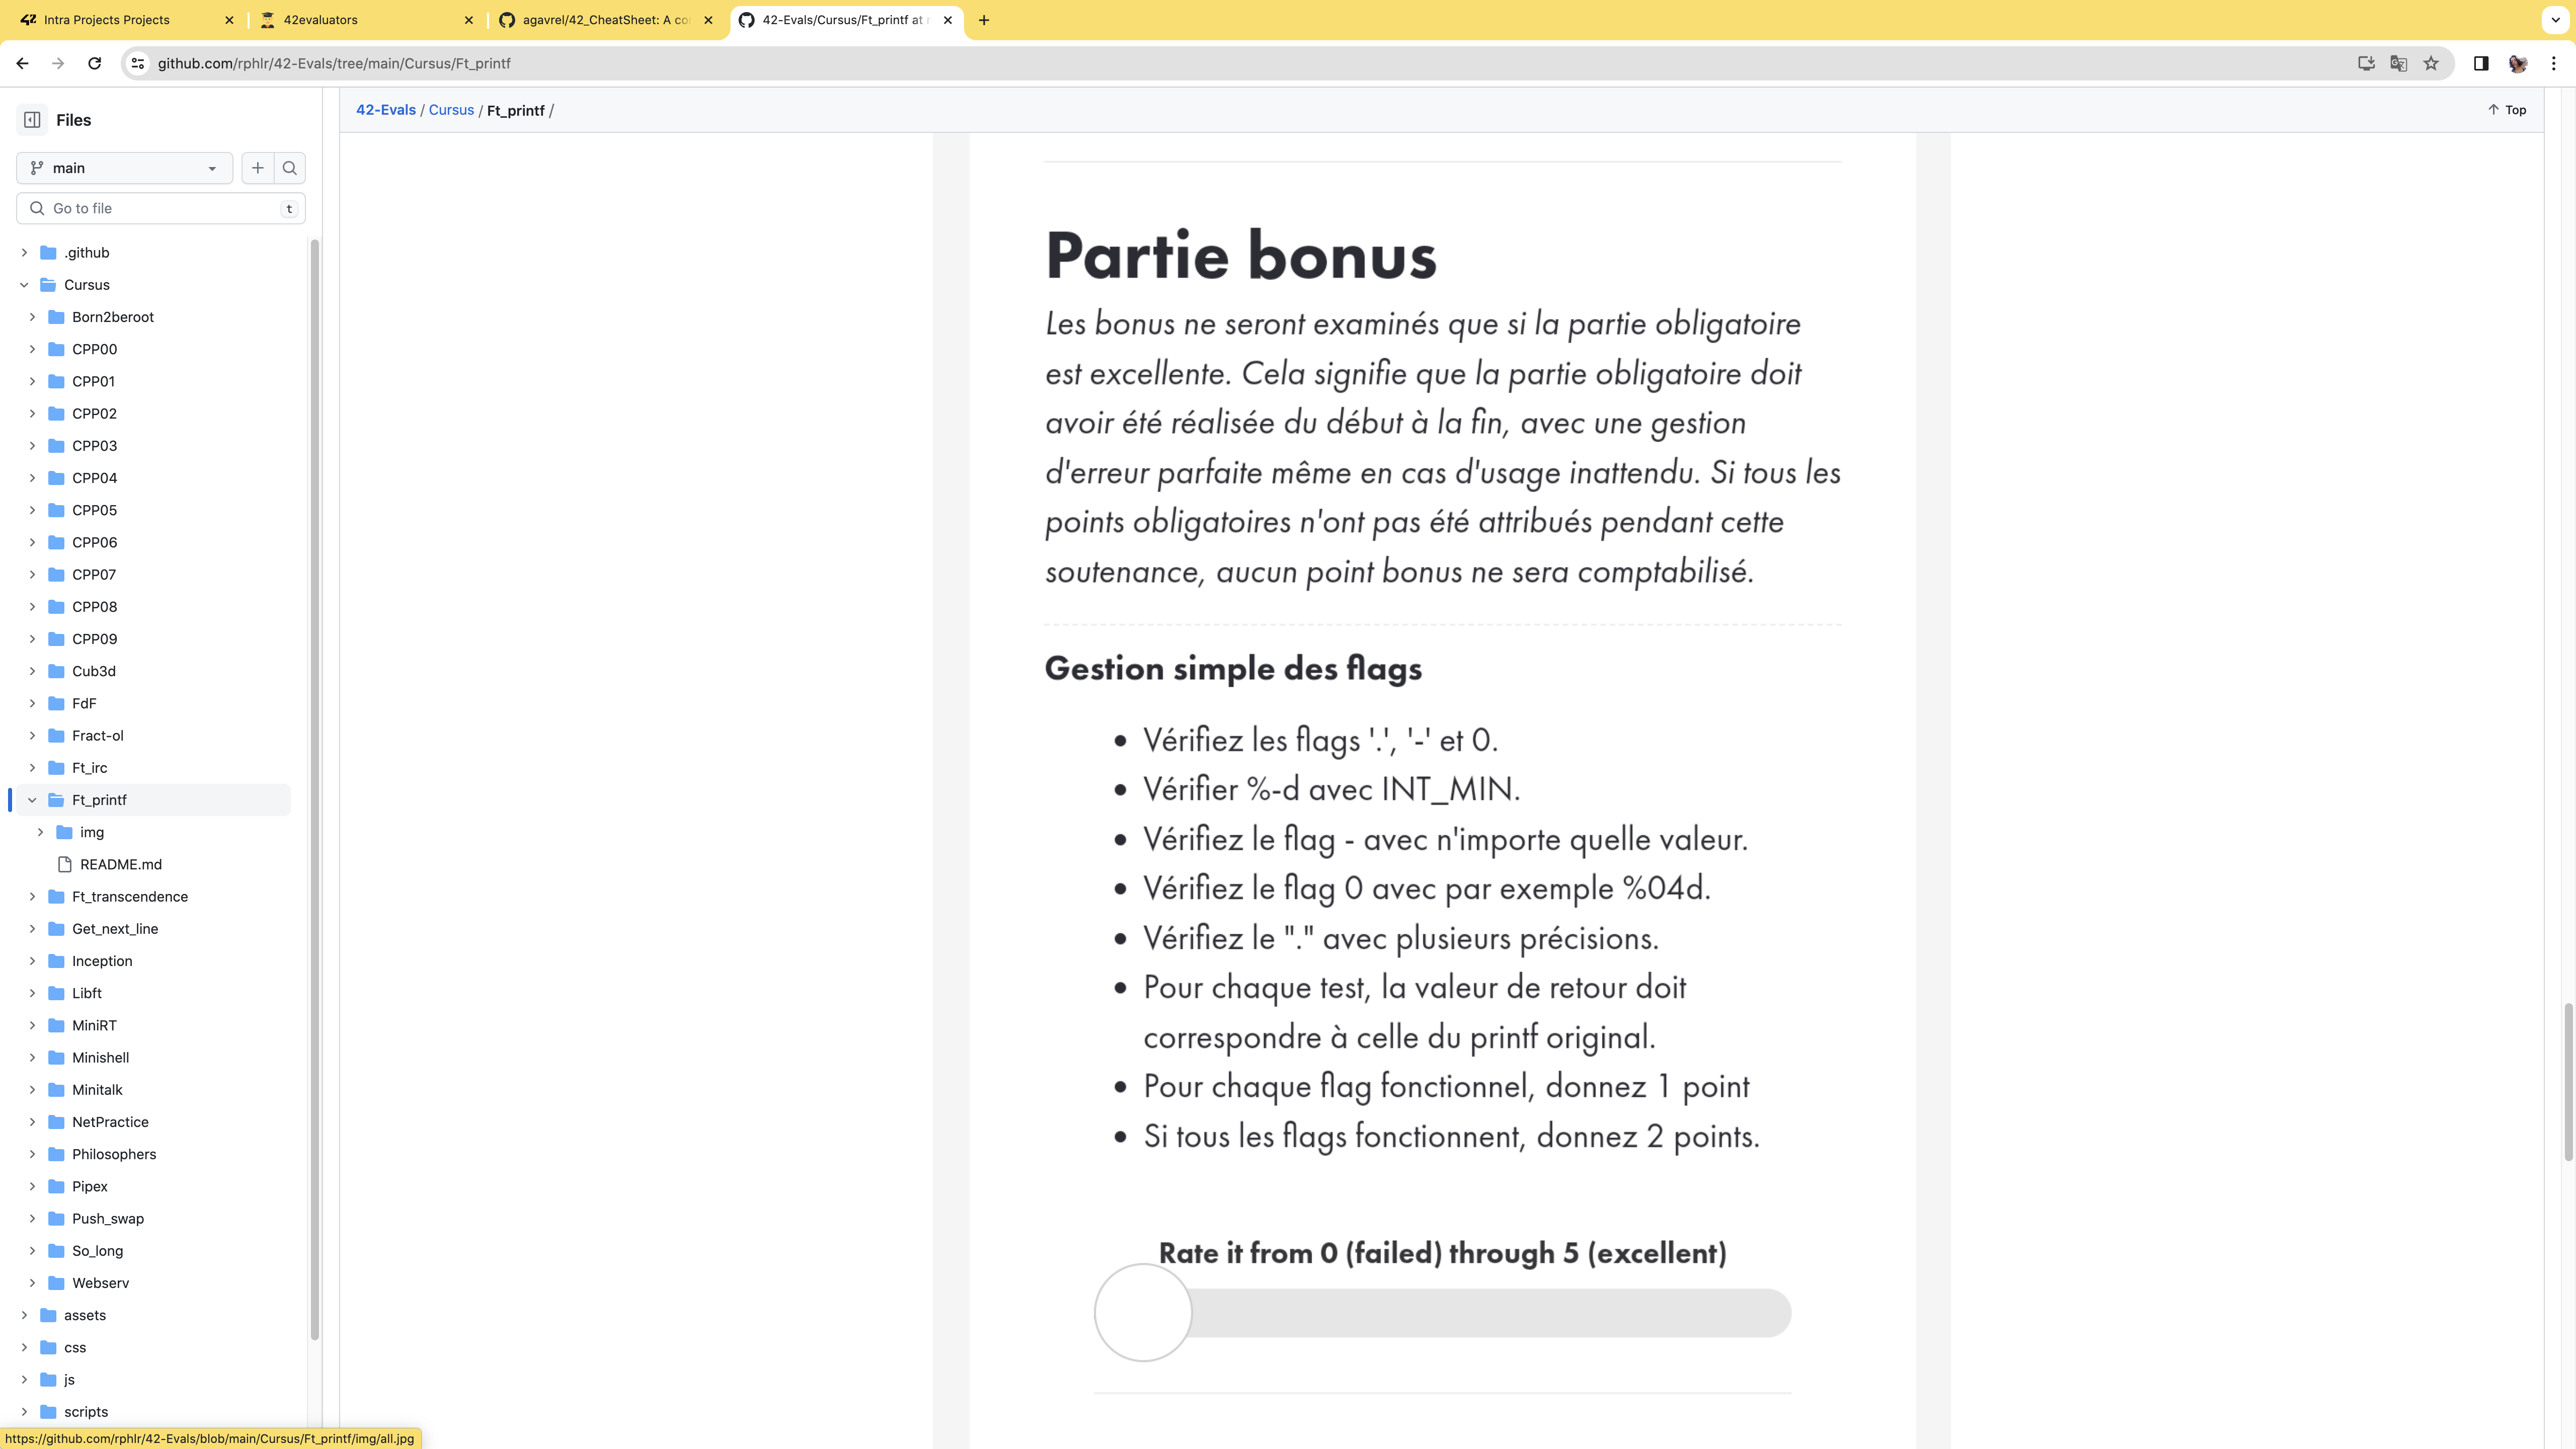 Intra Projects Projects
42evaluators
agavrel/42_CheatSheet: A co
42-Evals/Cursus/Ft_printf at
github.com/rphlr/42-Evals/tree/main/Cursus/Ft_printf
Files
main
Go to file
t
.github
Cursus
Born2beroot
CPP00
CPP01
CPP02
CPP03
CPP04
CPP05
CPP06
CPP07
CPP08
CPP09
Cub3d
FdF
Fract-ol
Ft_irc
Ft_printf
img
README.md
Ft_transcendence
Get_next_line
Inception
Libft
MiniRT
Minishell
Minitalk
NetPractice
Philosophers
Pipex
Push_swap
So_long
Webserv
assets
css
js
scripts
https://github.com/rphlr/42-Evals/blob/main/Cursus/Ft_printf/img/all.jpg
42-Evals / Cursus / Ft_printf /
Top
Partie bonus
Les bonus ne seront examinés que si la partie obligatoire
est excellente. Cela signifie que la partie obligatoire doit
avoir été réalisée du début à la fin, avec une gestion
d'erreur parfaite même en cas d'usage inattendu. Si tous les
points obligatoires n'ont pas été attribués pendant cette
soutenance, aucun point bonus ne sera comptabilisé.
Gestion simple des flags
• Vérifiez les flags '.', '-' et 0.
• Vérifier %-d avec INT_MIN.
• Vérifiez le flag - avec n'importe quelle valeur.
• Vérifiez le flag 0 avec par exemple %04d.
• Vérifiez le "." avec plusieurs précisions.
• Pour chaque test, la valeur de retour doit
correspondre à celle du printf original.
• Pour chaque flag fonctionnel, donnez 1 point
• Si tous les flags fonctionnent, donnez 2 points.
Rate it from 0 (failed) through 5 (excellent)